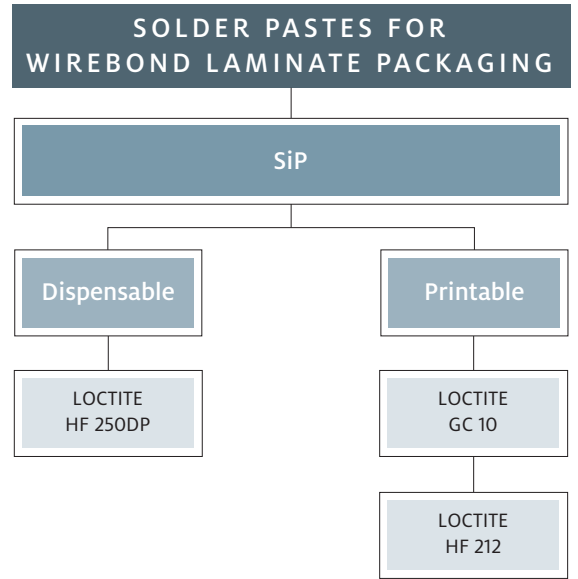 SOLDER PASTES FOR
WIREBOND LAMINATE PACKAGING
SiP
Dispensable
Printable
LOCTITE
HF 250DP
LOCTITE
GC 10
LOCTITE
HF 212